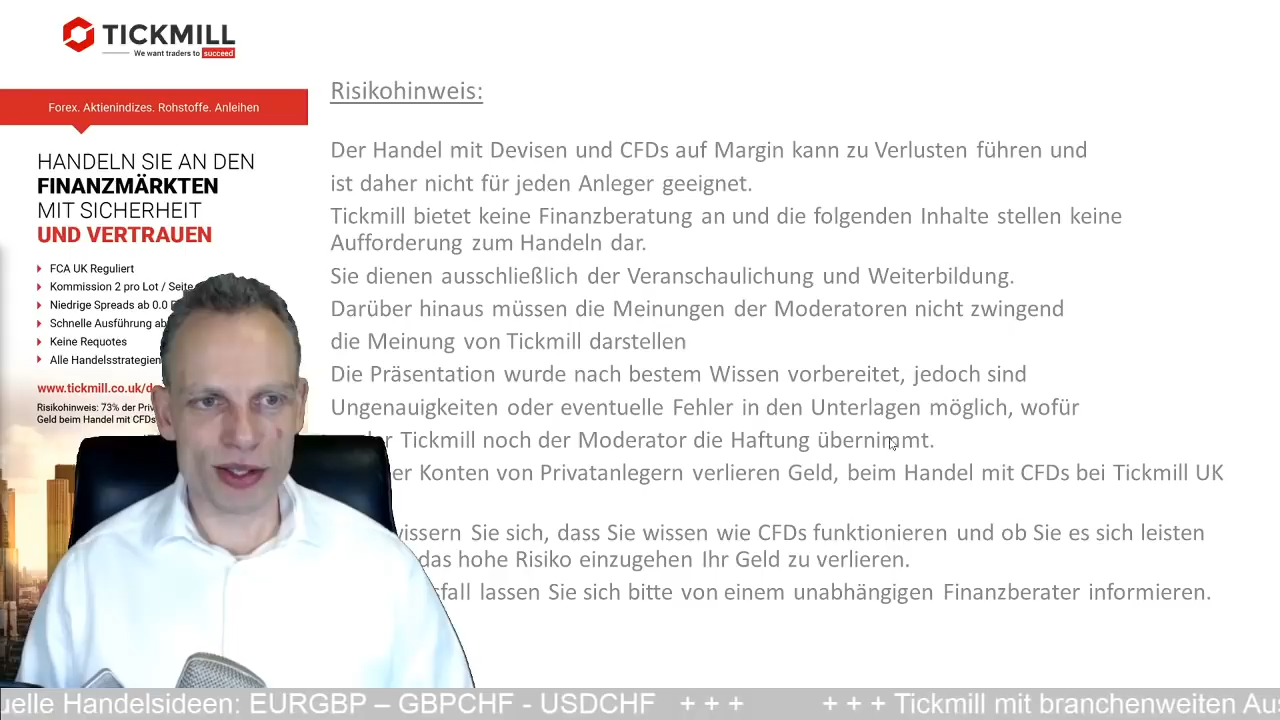 TICKMILL
We want traders to succeed
Forex. Aktienindizes. Rohstoffe. Anleihen
HANDELN SIE AN DEN
FINANZMÄRKTEN
MIT SICHERHEIT
UND VERTRAUEN
FCA UK Reguliert
Kommission 2 pro Lot / Seite
Niedrige Spreads ab 0.0
Schnelle Ausführung ab
Keine Requotes
Alle Handelsstrategien
www.tickmill.co.uk/d
Risikohinweis: 73% der
Geld beim Handel mit CFDs
Risikohinweis:
Der Handel mit Devisen und CFDs auf Margin kann zu Verlusten führen und
ist daher nicht für jeden Anleger geeignet.
Tickmill bietet keine Finanzberatung an und die folgenden Inhalte stellen keine
Aufforderung zum Handeln dar.
Sie dienen ausschließlich der Veranschaulichung und Weiterbildung.
Darüber hinaus müssen die Meinungen der Moderatoren nicht zwingend
die Meinung von Tickmill darstellen
Die Präsentation wurde nach bestem Wissen vorbereitet, jedoch sind
Ungenauigkeiten oder eventuelle Fehler in den Unterlagen möglich, wofür
Tickmill noch der Moderator die Haftung übernimmt.
er Konten von Privatanlegern verlieren Geld, beim Handel mit CFDs bei Tickmill UK
wissern Sie sich, dass Sie wissen wie CFDs funktionieren und ob Sie es sich leisten
das hohe Risiko einzugehen Ihr Geld zu verlieren.
sfall lassen Sie sich bitte von einem unabhängigen Finanzberater informieren.
uelle Handelsideen: EURGBP – GBPCHF - USDCHF + + + + + + Tickmill mit branchenweiten Aus